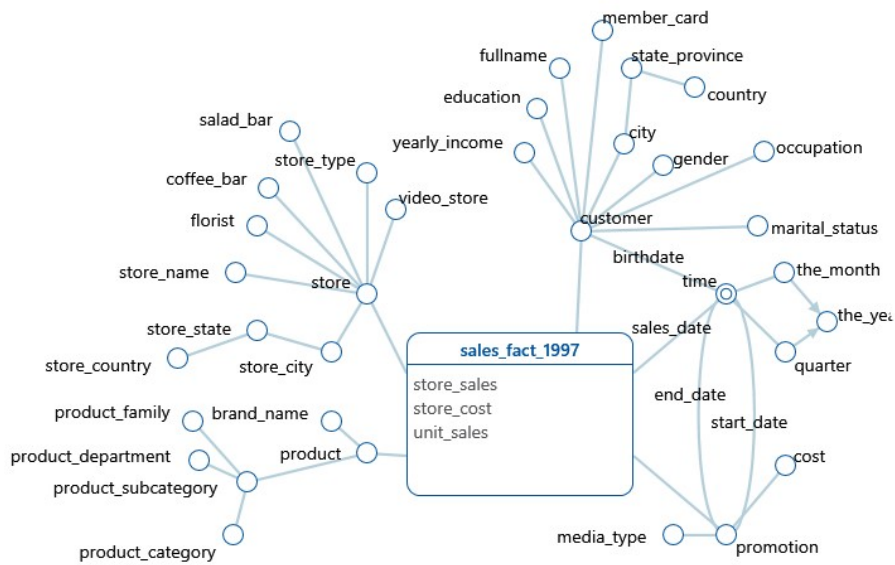 member_card
fullname
state_province
education
country
salad_bar
city
yearly_income
occupation
store_type
gender
coffee_bar
video_store
florist
customer
marital_status
birthdate
store_name
store
time
the_month
store_state
sales_date
the_yea
sales_fact_1997
store_country
store_city
quarter
store_sales
store_cost
unit_sales
end_date
start_date
product_family
brand_name
product_department
product
cost
product_subcategory
media_type
promotion
product_category